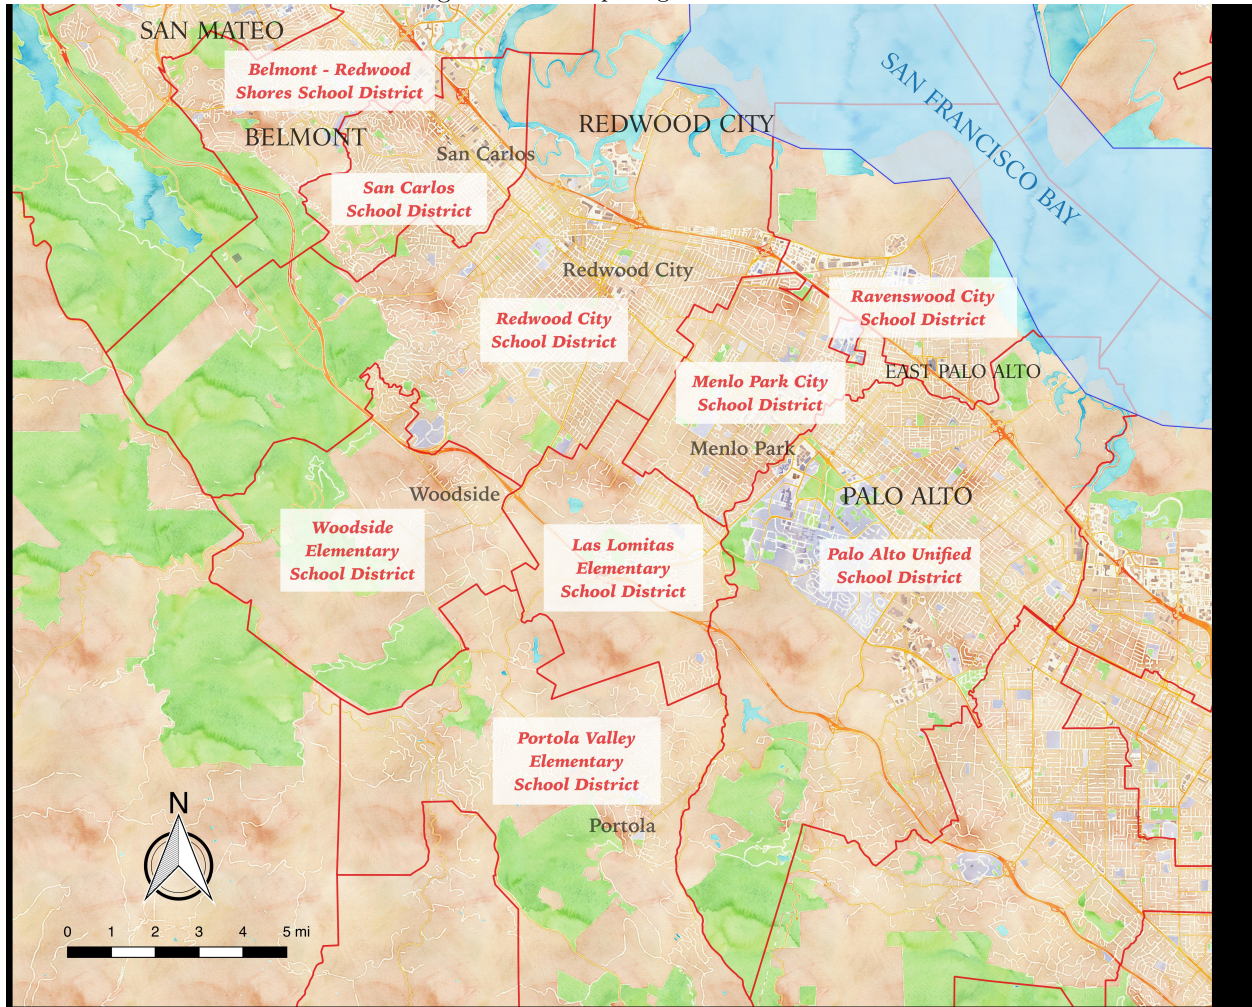 SAN MATEO
Belmont - Redwood
Shores School District
BELMONT
REDWOOD CITY
San Carlos
SAN FRANCISCO BAY
San Carlos
School District
Redwood City
Ravenswood City
School District
Redwood City
School District
EAST PALO ALTO
Menlo Park City
School District
Menlo Park
Woodside
PALO ALTO
Woodside
Elementary
School District
Las Lomitas
Elementary
School District
Palo Alto Unified
School District
Portola Valley
Elementary
School District
Portola
N
0 1 2 3 4 5 mi